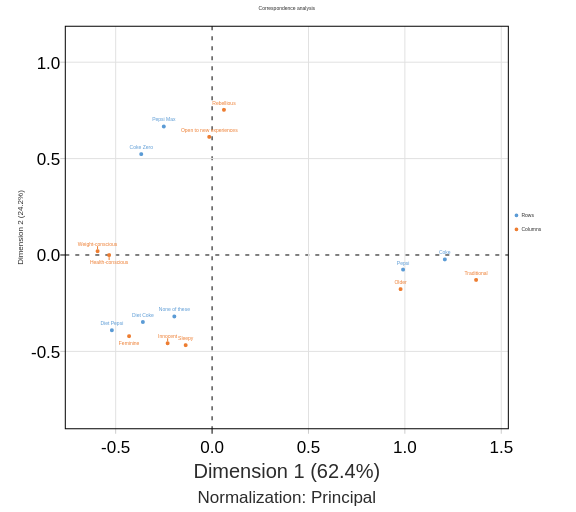 Correspondence analysis
1.0
0.5
0.0
-0.5
Dimension 2 (24.2%)
Rebellious
Pepsi Max
Open to new experiences
Coke Zero
Weight-conscious
Health-conscious
Coke
Pepsi
Traditional
Older
None of these
Diet Coke
Diet Pepsi
Innocent
Sleepy
Feminine
Rows
Columns
-0.5
0.0
0.5
1.0
1.5
Dimension 1 (62.4%)
Normalization: Principal